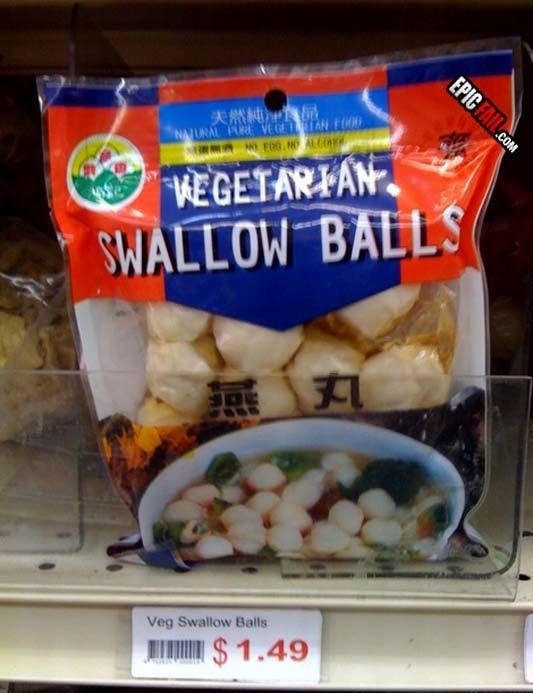 EPIC FAIL.COM
天然純淨食品
NATURAL PURE VEGETARIAN FOOD
NO EGG, NO ALCOHOL
VEGETARIAN
SWALLOW BALLS
燕丸
Veg Swallow Balls
$1.49